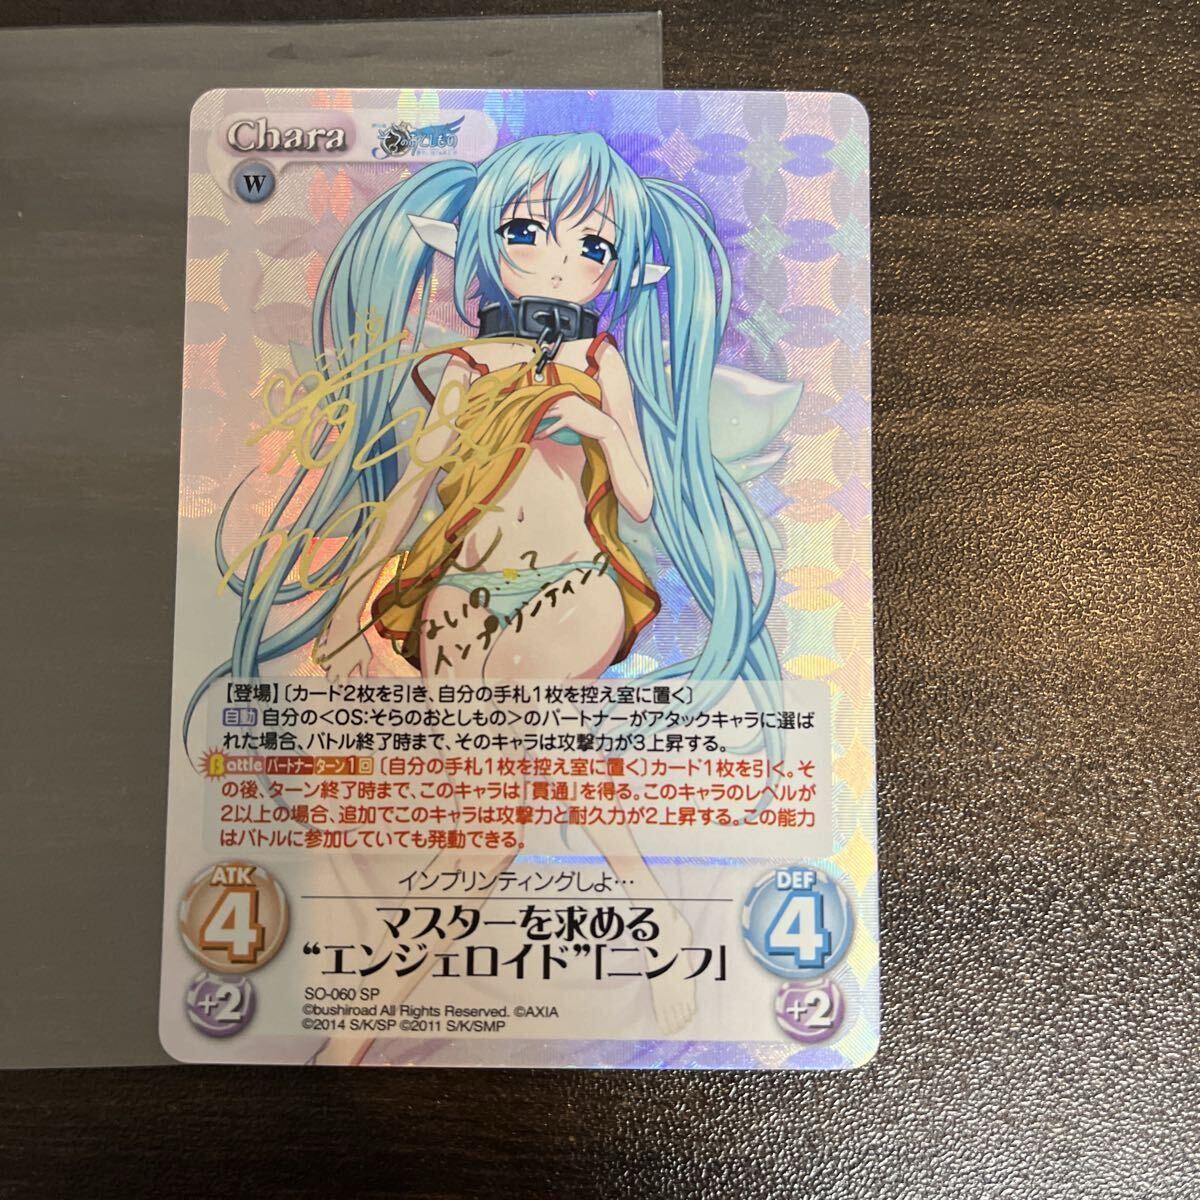 Chara
そらのおとしもの
W
しないの…?
インプリンティング
【登場】〔カード2枚を引き、自分の手札1枚を控え室に置く〕
自動 自分の<OS:そらのおとしもの>のパートナーがアタックキャラに選ば
れた場合、バトル終了時まで、そのキャラは攻撃力が3上昇する。
Battle パートナー ターン1回 〔自分の手札1枚を控え室に置く〕カード1枚を引く。そ
の後、ターン終了時まで、このキャラは『貫通』を得る。このキャラのレベルが
2以上の場合、追加でこのキャラは攻撃力と耐久力が2上昇する。この能力
はバトルに参加していても発動できる。
ATK
4
+2
インプリンティングしよ…
マスターを求める
“エンジェロイド”「ニンフ」
DEF
4
+2
SO-060 SP
©bushiroad All Rights Reserved. ©AXIA
©2014 S/K/SP ©2011 S/K/SMP